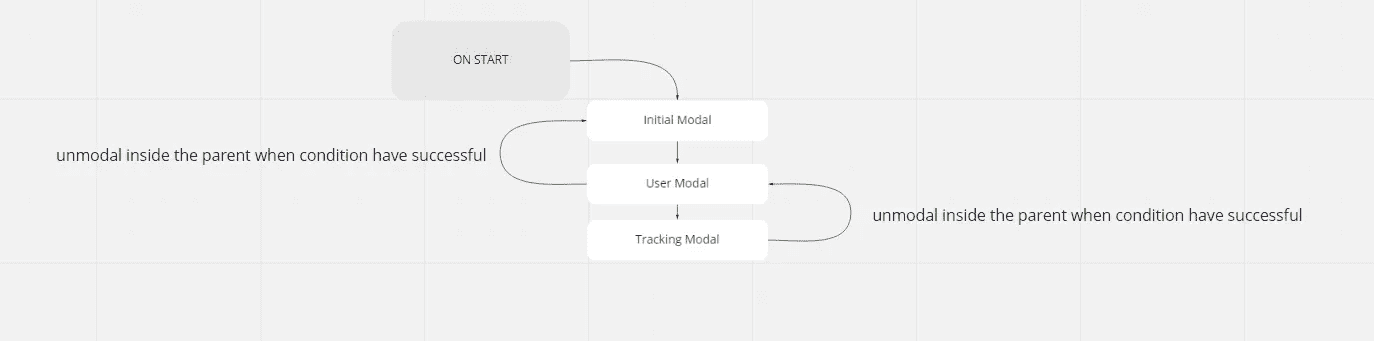 ON START
Initial Modal
unmodal inside the parent when condition have successful
User Modal
unmodal inside the parent when condition have successful
Tracking Modal